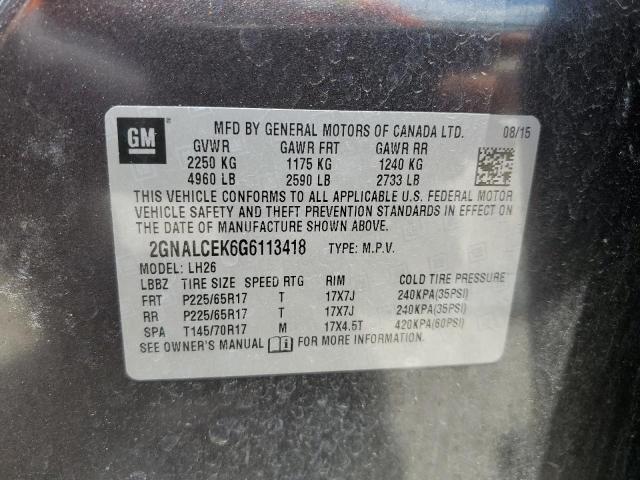 GM
MFD BY GENERAL MOTORS OF CANADA LTD. 08/15
GVWR GAWR FRT GAWR RR
2250 KG 1175 KG 1240 KG
4960 LB 2590 LB 2733 LB
THIS VEHICLE CONFORMS TO ALL APPLICABLE U.S. FEDERAL MOTOR
VEHICLE SAFETY AND THEFT PREVENTION STANDARDS IN EFFECT ON
THE DATE OF MANUFACTURE SHOWN ABOVE.
2GNALCEK6G6113418 TYPE: M.P.V.
MODEL: LH26
LBBZ TIRE SIZE SPEED RTG RIM COLD TIRE PRESSURE
FRT P225/65R17 T 17X7J 240KPA(35PSI)
RR P225/65R17 T 17X7J 240KPA(35PSI)
SPA T145/70R17 M 17X4.5T 420KPA(60PSI)
SEE OWNER'S MANUAL FOR MORE INFORMATION.